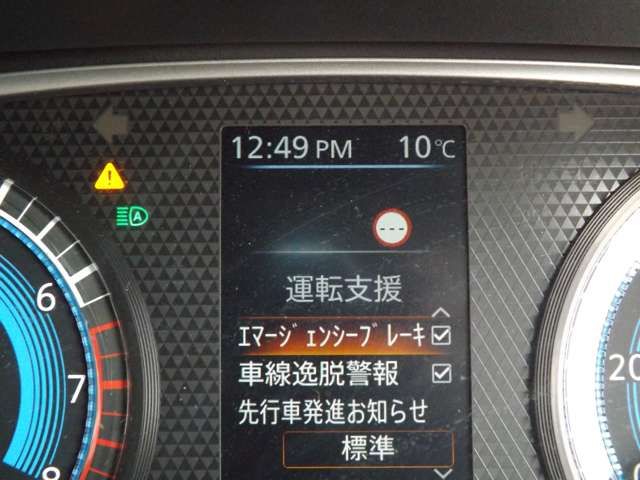 12:49 PM 10℃
A
---
運転支援
ｴﾏｰｼﾞｪﾝｼｰﾌﾞﾚｰｷ
車線逸脱警報
先行車発進お知らせ
標準
6
7
8
20